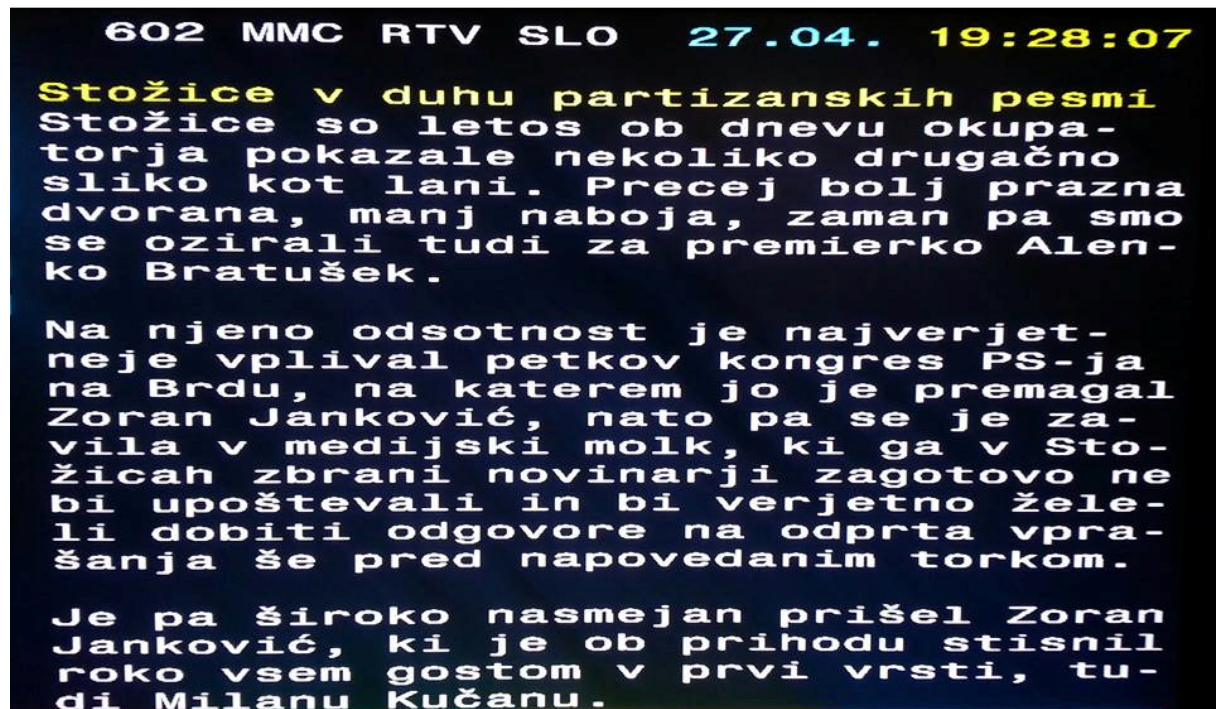 602 MMC RTV SLO 27.04. 19:28:07
Stožice v duhu partizanskih pesmi
Stožice so letos ob dnevu okupa-
torja pokazale nekoliko drugačno
sliko kot lani. Precej bolj prazna
dvorana, manj naboja, zaman pa smo
se ozirali tudi za premierko Alen-
ko Bratušek.
Na njeno odsotnost je najverjet-
neje vplival petkov kongres PS-ja
na Brdu, na katerem jo je premagal
Zoran Janković, nato pa se je za-
vila v medijski molk, ki ga v Sto-
žicah zbrani novinarji zagotovo ne
bi upoštevali in bi verjetno žele-
li dobiti odgovore na odprta vpra-
šanja še pred napovedanim torkom.
Je pa široko nasmejan prišel Zoran
Janković, ki je ob prihodu stisnil
roko vsem gostom v prvi vrsti, tu-
di Milanu Kučanu.